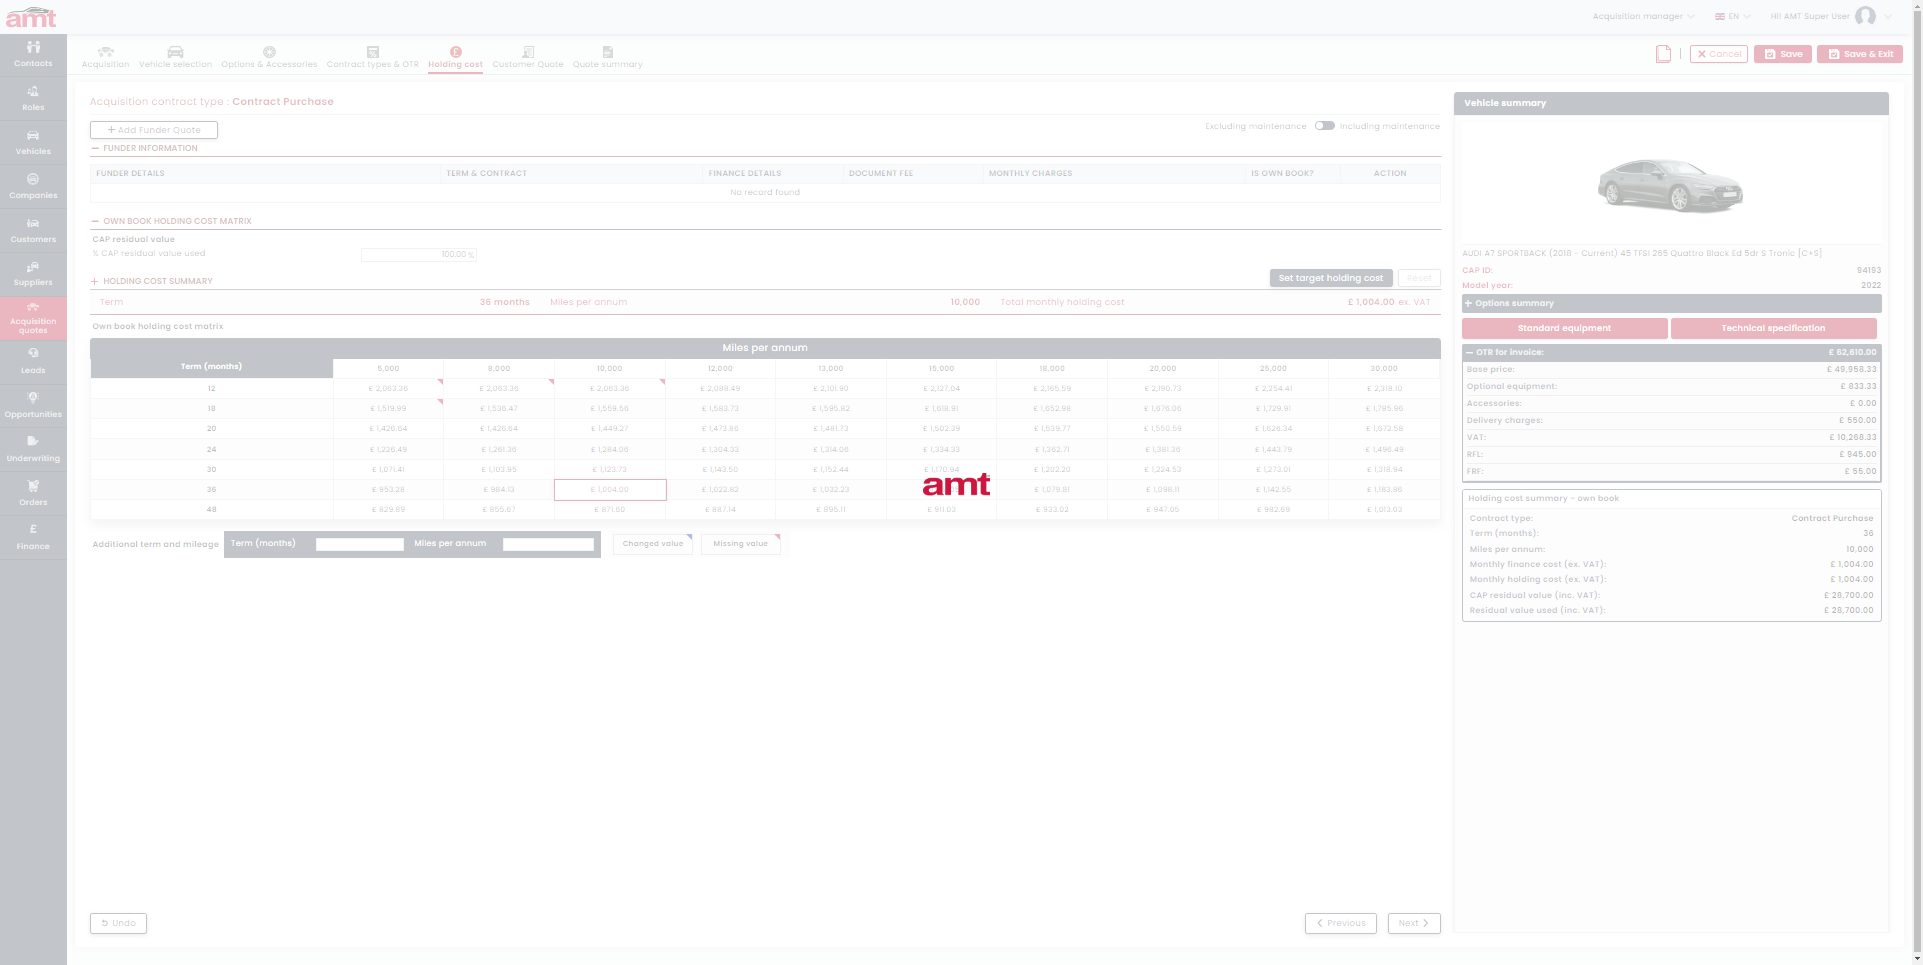 amt
Acquisition manager
EN
Hi! AMT Super User
Contacts
Roles
Vehicles
Companies
Customers
Suppliers
Acquisition quotes
Leads
Opportunities
Underwriting
Orders
Finance
Acquisition
Vehicle selection
Options & Accessories
Contract types & OTR
Holding cost
Customer Quote
Quote summary
Cancel
Save
Save & Exit
Acquisition contract type : Contract Purchase
+ Add Funder Quote
Excluding maintenance
Including maintenance
FUNDER INFORMATION
FUNDER DETAILS TERM & CONTRACT FINANCE DETAILS DOCUMENT FEE MONTHLY CHARGES IS OWN BOOK? ACTION
No record found
OWN BOOK HOLDING COST MATRIX
CAP residual value
% CAP residual value used 100.00 %
+ HOLDING COST SUMMARY
Set target holding cost
Reset
Term 36 months Miles per annum 10,000 Total monthly holding cost £ 1,004.00 ex. VAT
Own book holding cost matrix
Miles per annum
Term (months) 5,000 8,000 10,000 12,000 13,000 15,000 18,000 20,000 25,000 30,000
12 £ 2,063.36 £ 2,093.36 £ 2,093.36 £ 2,088.49 £ 2,101.90 £ 2,127.04 £ 2,165.59 £ 2,190.73 £ 2,254.41 £ 2,318.10
18 £ 1,519.99 £ 1,536.47 £ 1,559.56 £ 1,583.73 £ 1,595.82 £ 1,618.91 £ 1,652.98 £ 1,676.06 £ 1,729.91 £ 1,785.96
20 £ 1,426.64 £ 1,426.64 £ 1,449.27 £ 1,473.86 £ 1,481.73 £ 1,502.39 £ 1,539.77 £ 1,550.59 £ 1,626.34 £ 1,672.58
24 £ 1,226.49 £ 1,261.36 £ 1,284.06 £ 1,304.33 £ 1,314.06 £ 1,334.33 £ 1,362.71 £ 1,381.36 £ 1,443.79 £ 1,496.49
30 £ 1,071.41 £ 1,103.95 £ 1,123.73 £ 1,143.50 £ 1,152.44 £ 1,170.94 £ 1,202.20 £ 1,224.53 £ 1,273.01 £ 1,318.94
36 £ 953.28 £ 984.13 £ 1,004.00 £ 1,022.92 £ 1,032.23 £ 1,079.81 £ 1,098.11 £ 1,142.55 £ 1,183.86
amt
48 £ 829.69 £ 855.07 £ 871.60 £ 887.14 £ 895.11 £ 911.03 £ 933.02 £ 947.05 £ 982.69 £ 1,013.03
Additional term and mileage Term (months) Miles per annum Changed value Missing value
Undo
Previous
Next
Vehicle summary
AUDI A7 SPORTBACK (2018 - Current) 45 TFSI 265 Quattro Black Ed 5dr S Tronic [C+S]
CAP ID: 94193
Model year: 2022
+ Options summary
Standard equipment
Technical specification
OTR for invoice: £ 62,610.00
Base price: £ 49,958.33
Optional equipment: £ 833.33
Accessories: £ 0.00
Delivery charges: £ 550.00
VAT: £ 10,268.33
RFL: £ 945.00
FRF: £ 55.00
Holding cost summary - own book
Contract type: Contract Purchase
Term (months): 36
Miles per annum: 10,000
Monthly finance cost (ex. VAT): £ 1,004.00
Monthly holding cost (ex. VAT): £ 1,004.00
CAP residual value (inc. VAT): £ 28,700.00
Residual value used (inc. VAT): £ 28,700.00